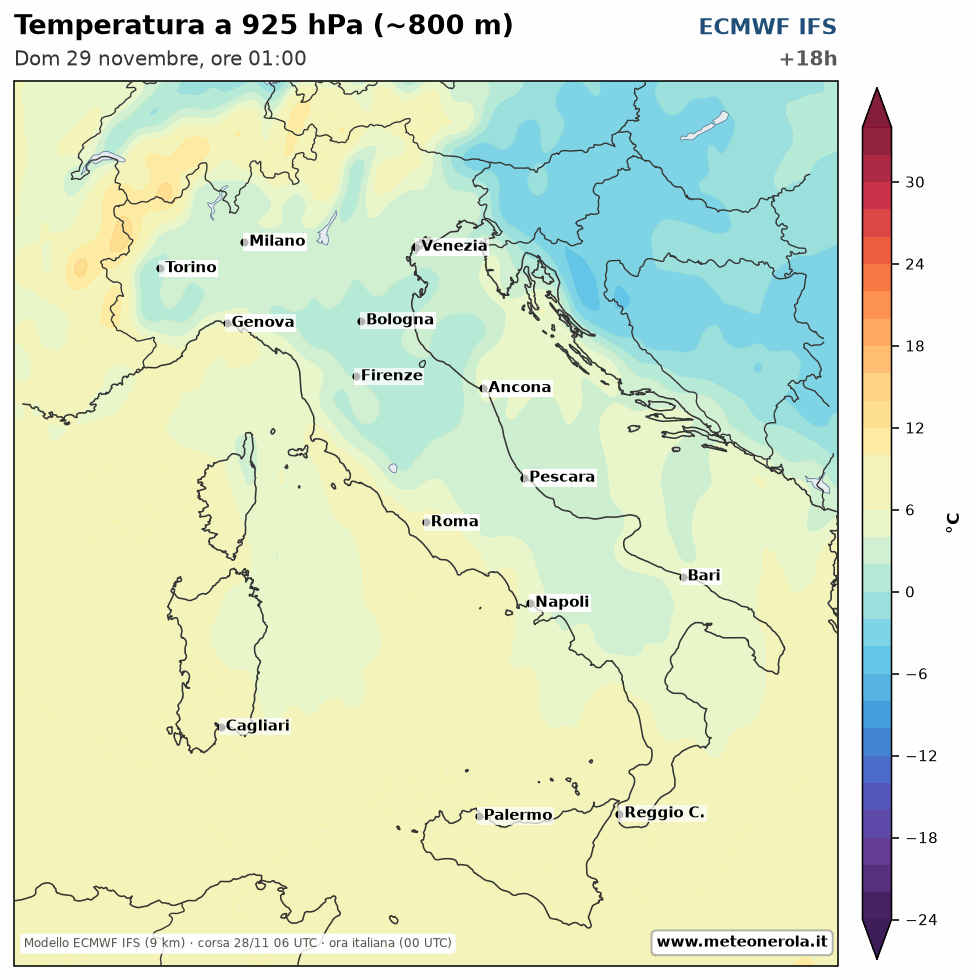 Temperatura a 925 hPa (~800 m)
ECMWF IFS
Dom 29 novembre, ore 01:00
+18h
Milano
Venezia
Torino
Genova
Bologna
Firenze
Ancona
Pescara
Roma
Bari
Napoli
Cagliari
Palermo
Reggio C.
30
24
18
12
6
0
−6
−12
−18
−24
°C
Modello ECMWF IFS (9 km) · corsa 28/11 06 UTC · ora italiana (00 UTC)
www.meteonerola.it